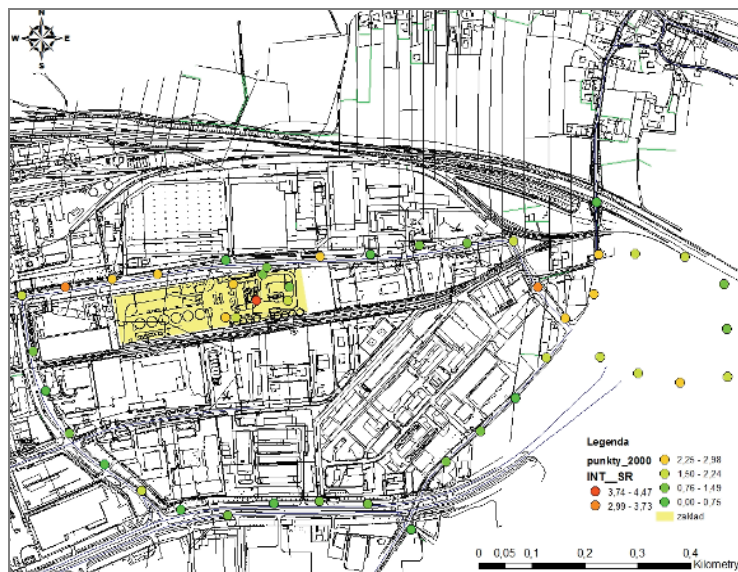 N
W E
S
Legenda
punkty_2000
INT__SR
3,74 - 4,47
2,99 - 3,73
2,25 - 2,98
1,50 - 2,24
0,76 - 1,49
0,00 - 0,75
zaklad
0 0,05 0,1 0,2 0,3 0,4
Kilometry